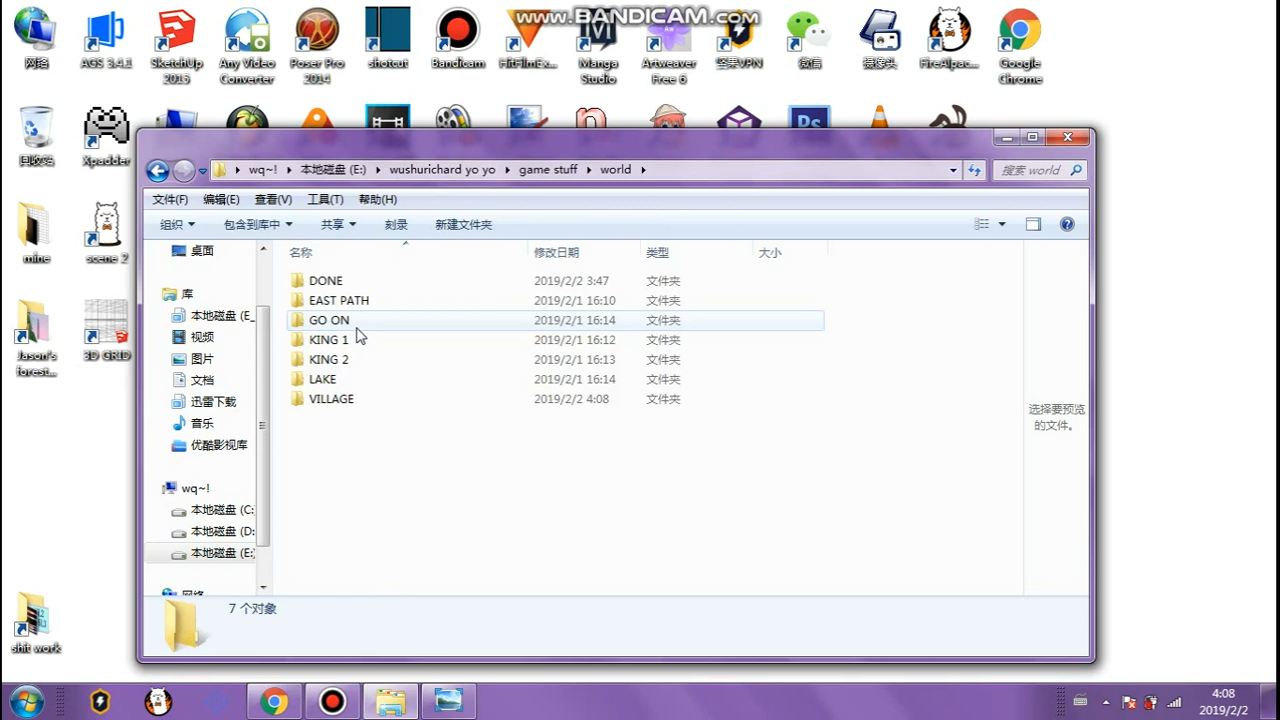 www.BANDICAM.com
网络
AGS 3.4.1
SketchUp 2015
Any Video Converter
Poser Pro 2014
shotcut
Bandicam
HitFilmEx...
Manga Studio
Artweaver Free 6
坚果VPN
微信
摄像头
FireAlpac...
Google Chrome
回收站
Xpadder
mine
scene 2
Jason's forest...
3D GRID
shit work
wq~!
本地磁盘 (E:)
wushurichard yo yo
game stuff
world
搜索 world
文件(F)
编辑(E)
查看(V)
工具(T)
帮助(H)
组织
包含到库中
共享
刻录
新建文件夹
桌面
库
本地磁盘 (E_
视频
图片
文档
迅雷下载
音乐
优酷影视库
wq~!
本地磁盘 (C:
本地磁盘 (D:
本地磁盘 (E:
网络
名称 修改日期 类型 大小
DONE 2019/2/2 3:47 文件夹
EAST PATH 2019/2/1 16:10 文件夹
GO ON 2019/2/1 16:14 文件夹
KING 1 2019/2/1 16:12 文件夹
KING 2 2019/2/1 16:13 文件夹
LAKE 2019/2/1 16:14 文件夹
VILLAGE 2019/2/2 4:08 文件夹
选择要预览
的文件。
7 个对象
4:08
2019/2/2